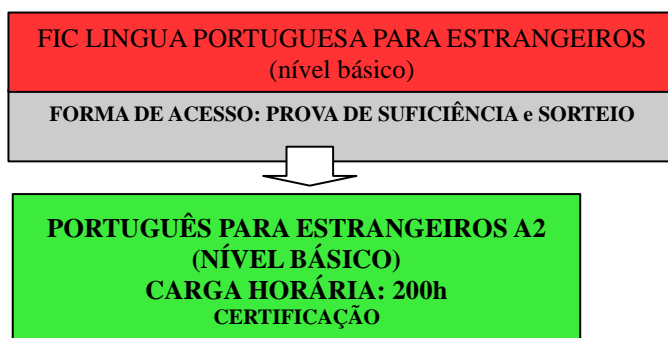 FIC LINGUA PORTUGUESA PARA ESTRANGEIROS
(nível básico)
FORMA DE ACESSO: PROVA DE SUFICIÊNCIA e SORTEIO
PORTUGUÊS PARA ESTRANGEIROS A2
(NÍVEL BÁSICO)
CARGA HORÁRIA: 200h
CERTIFICAÇÃO